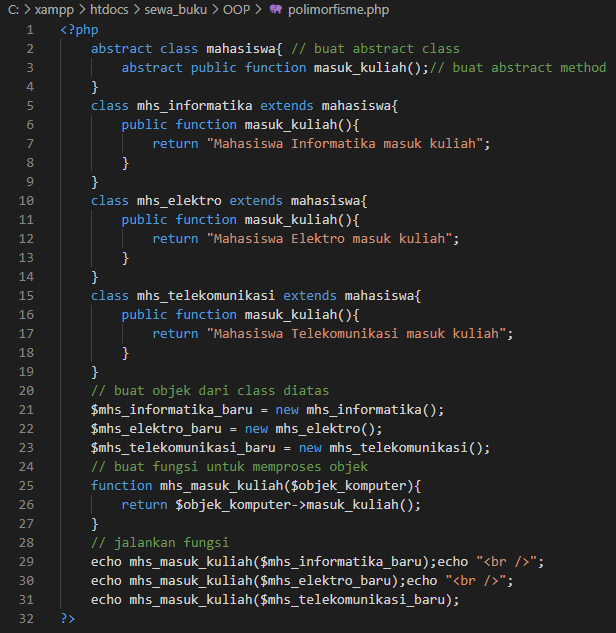 C: > xampp > htdocs > sewa_buku > OOP > polimorfisme.php
1 <?php
2 abstract class mahasiswa{ // buat abstract class
3 abstract public function masuk_kuliah();// buat abstract method
4 }
5 class mhs_informatika extends mahasiswa{
6 public function masuk_kuliah(){
7 return "Mahasiswa Informatika masuk kuliah";
8 }
9 }
10 class mhs_elektro extends mahasiswa{
11 public function masuk_kuliah(){
12 return "Mahasiswa Elektro masuk kuliah";
13 }
14 }
15 class mhs_telekomunikasi extends mahasiswa{
16 public function masuk_kuliah(){
17 return "Mahasiswa Telekomunikasi masuk kuliah";
18 }
19 }
20 // buat objek dari class diatas
21 $mhs_informatika_baru = new mhs_informatika();
22 $mhs_elektro_baru = new mhs_elektro();
23 $mhs_telekomunikasi_baru = new mhs_telekomunikasi();
24 // buat fungsi untuk memproses objek
25 function mhs_masuk_kuliah($objek_komputer){
26 return $objek_komputer->masuk_kuliah();
27 }
28 // jalankan fungsi
29 echo mhs_masuk_kuliah($mhs_informatika_baru);echo "<br />";
30 echo mhs_masuk_kuliah($mhs_elektro_baru);echo "<br />";
31 echo mhs_masuk_kuliah($mhs_telekomunikasi_baru);
32 ?>